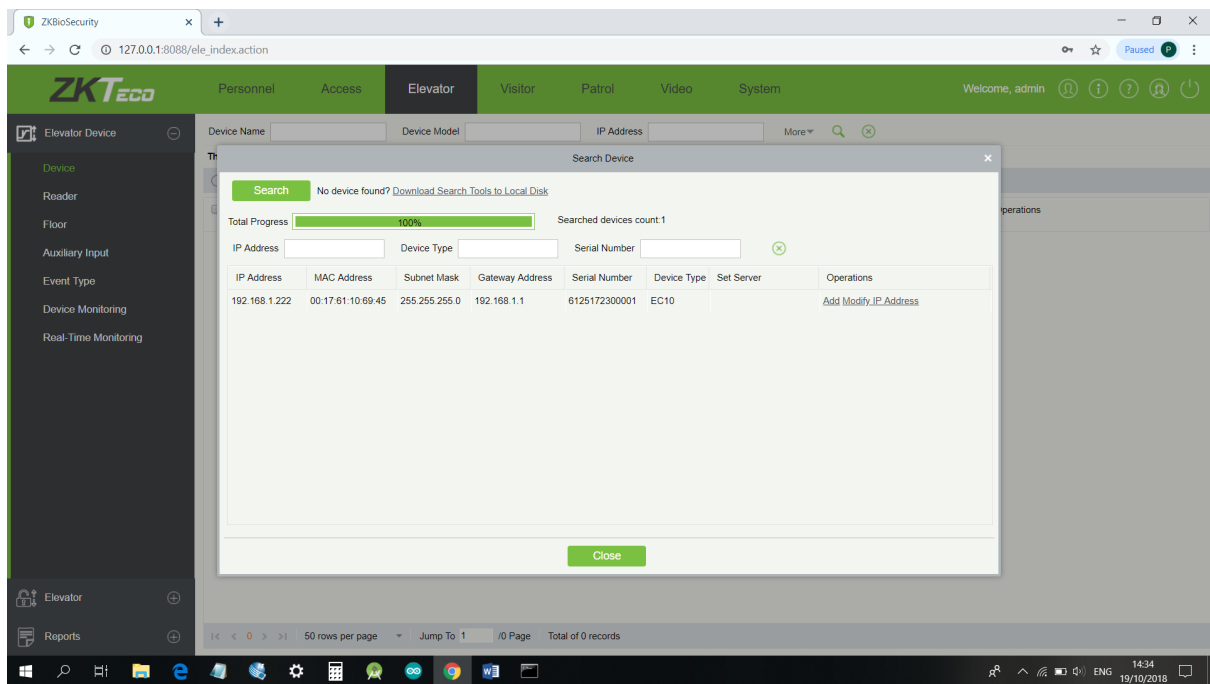 ZKBioSecurity
127.0.0.1:8088/ele_index.action
Paused P
ZKTeco Personnel Access Elevator Visitor Patrol Video System Welcome, admin
Elevator Device
Device Name Device Model IP Address More
Th
Search Device
Device
Reader
Floor
Auxiliary Input
Event Type
Device Monitoring
Real-Time Monitoring
Search No device found? Download Search Tools to Local Disk
perations
Total Progress 100% Searched devices count:1
IP Address Device Type Serial Number
IP Address MAC Address Subnet Mask Gateway Address Serial Number Device Type Set Server Operations
192.168.1.222 00:17:61:10:69:45 255.255.255.0 192.168.1.1 6125172300001 EC10 Add Modify IP Address
Close
Elevator
Reports
|< < 0 > >| 50 rows per page Jump To 1 /0 Page Total of 0 records
ENG 14:34
19/10/2018